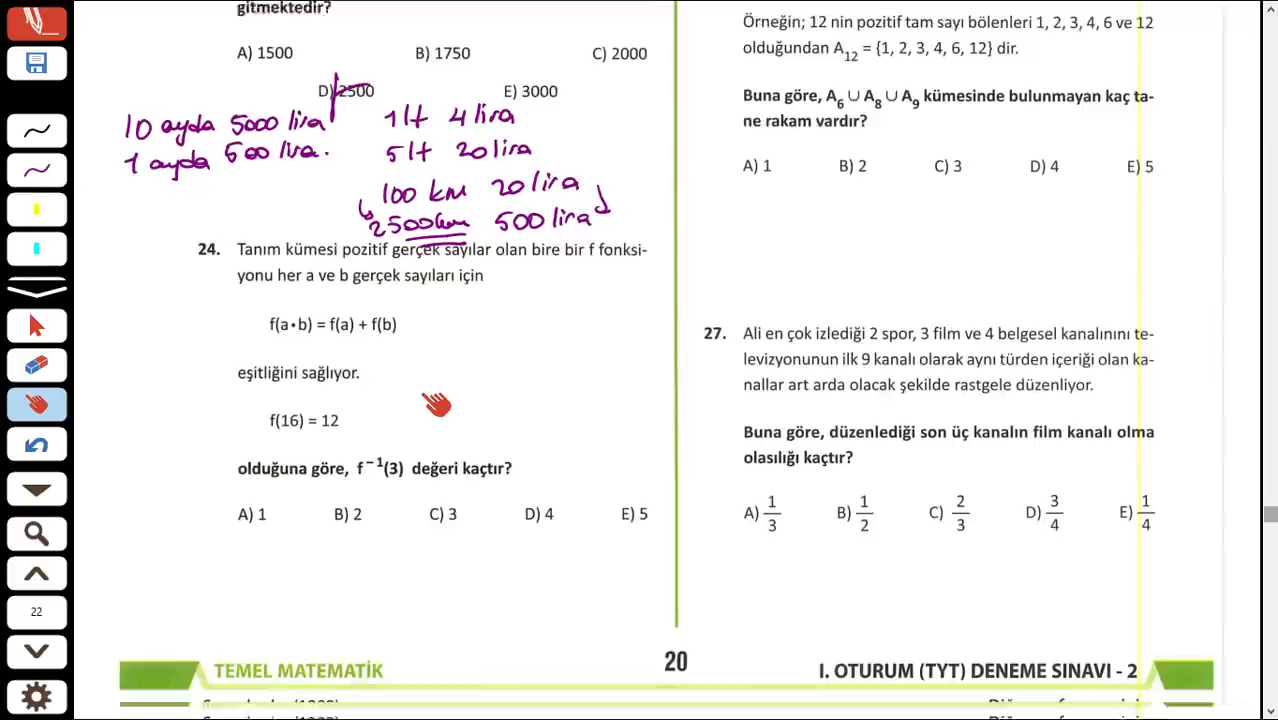 gitmektedir?
A) 1500 B) 1750 C) 2000
D) 2500 E) 3000
10 ayda 5000 lira
1 ayda 500 lira.
1 lt 4 lira
5 lt 20 lira
100 km 20 lira
2500 km 500 lira
24. Tanım kümesi pozitif gerçek sayılar olan bire bir f fonksi-
yonu her a ve b gerçek sayıları için
f(a•b) = f(a) + f(b)
eşitliğini sağlıyor.
f(16) = 12
olduğuna göre, f⁻¹(3) değeri kaçtır?
A) 1 B) 2 C) 3 D) 4 E) 5
Örneğin; 12 nin pozitif tam sayı bölenleri 1, 2, 3, 4, 6 ve 12
olduğundan A₁₂ = {1, 2, 3, 4, 6, 12} dir.
Buna göre, A₆ ∪ A₈ ∪ A₉ kümesinde bulunmayan kaç ta-
ne rakam vardır?
A) 1 B) 2 C) 3 D) 4 E) 5
27. Ali en çok izlediği 2 spor, 3 film ve 4 belgesel kanalınını te-
levizyonunun ilk 9 kanalı olarak aynı türden içeriği olan ka-
nallar art arda olacak şekilde rastgele düzenliyor.
Buna göre, düzenlediği son üç kanalın film kanalı olma
olasılığı kaçtır?
A) 1/3 B) 1/2 C) 2/3 D) 3/4 E) 1/4
22
TEMEL MATEMATİK 20 I. OTURUM (TYT) DENEME SINAVI - 2